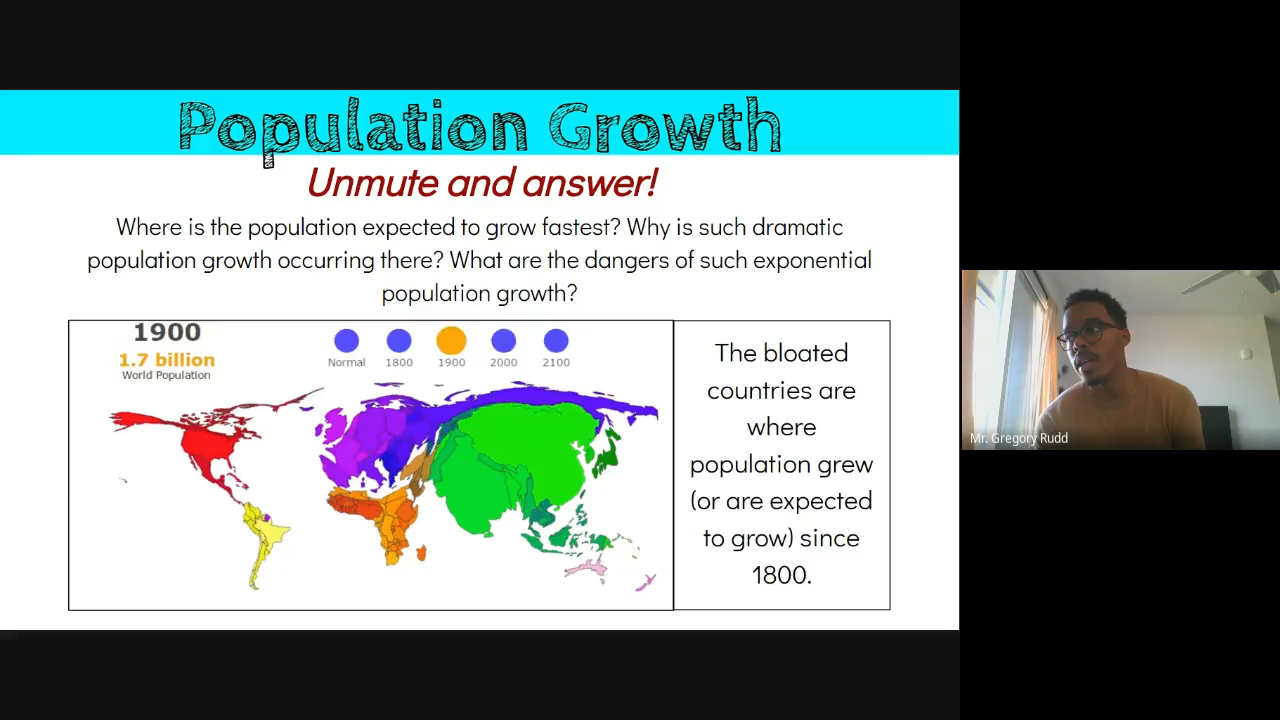 Population Growth
Unmute and answer!
Where is the population expected to grow fastest? Why is such dramatic
population growth occurring there? What are the dangers of such exponential
population growth?
1900
1.7 billion
World Population
Normal 1800 1900 2000 2100
The bloated
countries are
where
population grew
(or are expected
to grow) since
1800.
Mr. Gregory Rudd